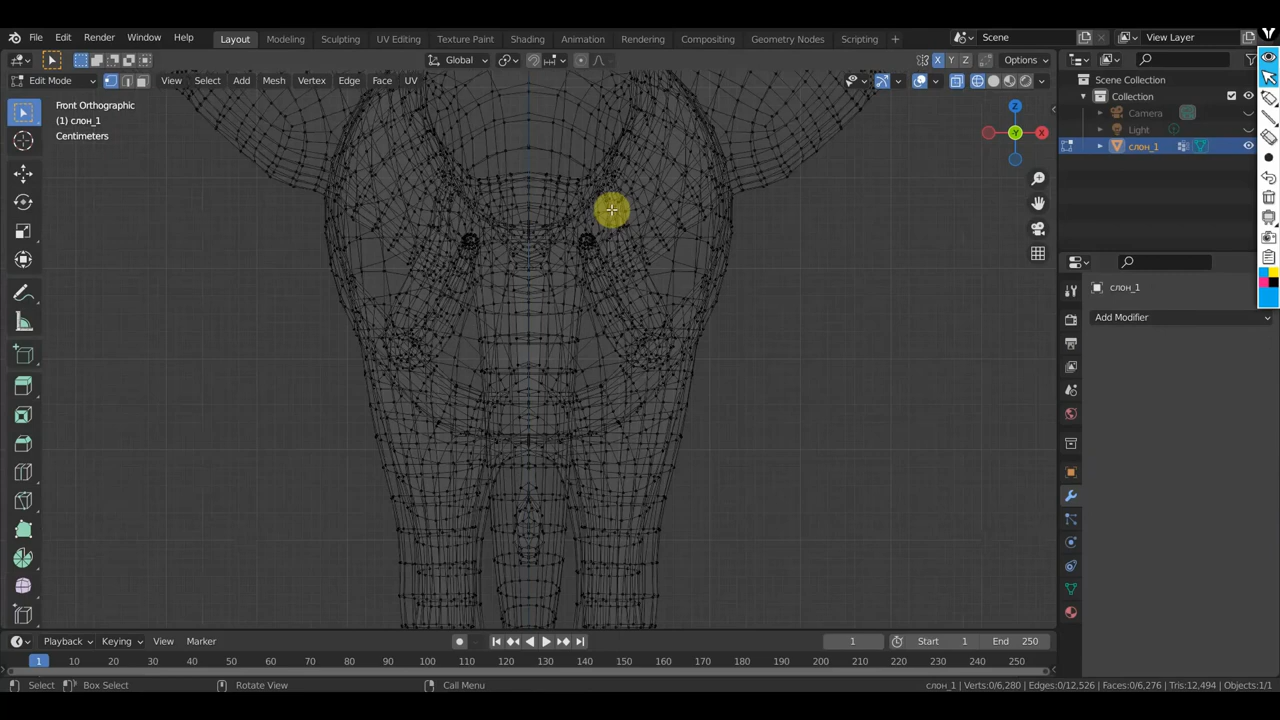 File Edit Render Window Help Layout Modeling Sculpting UV Editing Texture Paint Shading Animation Rendering Compositing Geometry Nodes Scripting + Scene View Layer
Global X Y Z Options
Edit Mode View Select Add Mesh Vertex Edge Face UV
Scene Collection
Collection
Camera
Light
слон_1
Front Orthographic
(1) слон_1
Centimeters
Z
Y
X
слон_1
Add Modifier
Playback Keying View Marker 1 Start 1 End 250
1 10 20 30 40 50 60 70 80 90 100 110 120 130 140 150 160 170 180 190 200 210 220 230 240 250
Select Box Select Rotate View Call Menu слон_1 | Verts:0/6,280 | Edges:0/12,526 | Faces:0/6,276 | Tris:12,494 | Objects:1/1